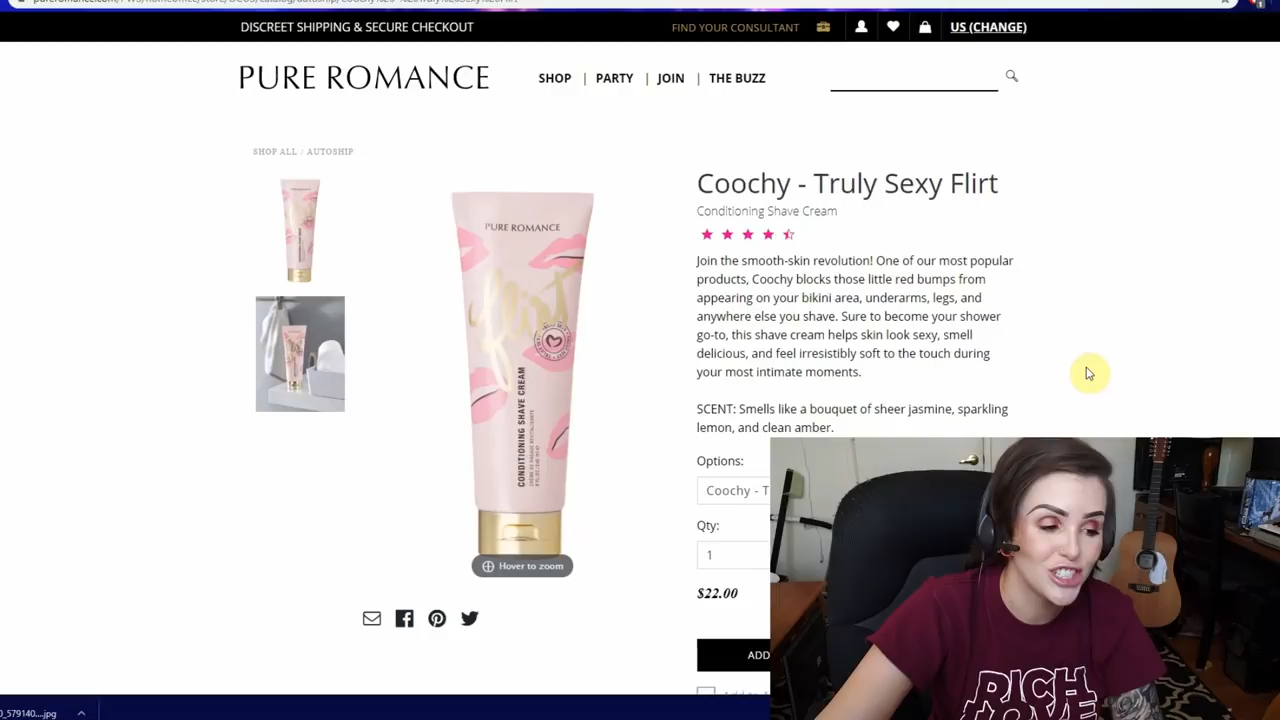 DISCREET SHIPPING & SECURE CHECKOUT
FIND YOUR CONSULTANT
US (CHANGE)
PURE ROMANCE
SHOP | PARTY | JOIN | THE BUZZ
SHOP ALL / AUTOSHIP
Coochy - Truly Sexy Flirt
Conditioning Shave Cream
Join the smooth-skin revolution! One of our most popular
products, Coochy blocks those little red bumps from
appearing on your bikini area, underarms, legs, and
anywhere else you shave. Sure to become your shower
go-to, this shave cream helps skin look sexy, smell
delicious, and feel irresistibly soft to the touch during
your most intimate moments.
SCENT: Smells like a bouquet of sheer jasmine, sparkling
lemon, and clean amber.
Options:
Coochy - T
Qty:
1
$22.00
ADD
PURE ROMANCE
flirt
CONDITIONING SHAVE CREAM
Hover to zoom
RICH
LOVE
0_579140....jpg